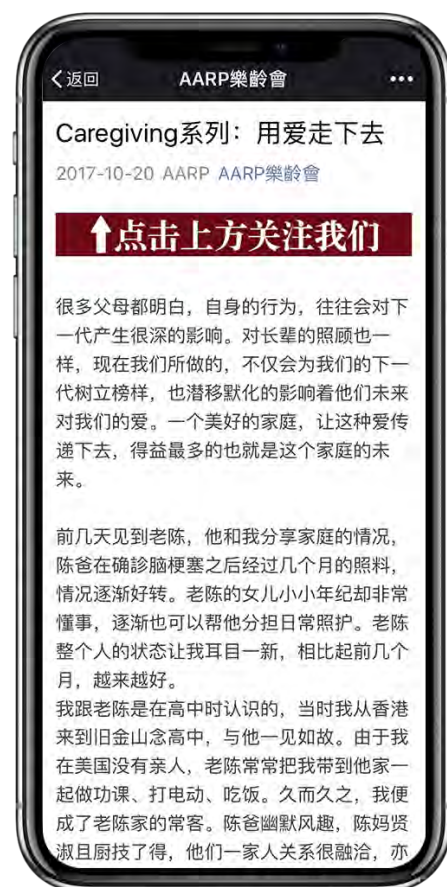 返回 AARP樂齡會 •••
Caregiving系列：用爱走下去
2017-10-20 AARP AARP樂齡會
点击上方关注我们
很多父母都明白，自身的行为，往往会对下
一代产生很深的影响。对长辈的照顾也一
样，现在我们所做的，不仅会为我们的下一
代树立榜样，也潜移默化的影响着他们未来
对我们的爱。一个美好的家庭，让这种爱传
递下去，得益最多的也就是这个家庭的未
来。
前几天见到老陈，他和我分享家庭的情况，
陈爸在确診脑梗塞之后经过几个月的照料，
情况逐渐好转。老陈的女儿小小年纪却非常
懂事，逐渐也可以帮他分担日常照护。老陈
整个人的状态让我耳目一新，相比起前几个
月，越来越好。
我跟老陈是在高中时认识的，当时我从香港
来到旧金山念高中，与他一见如故。由于我
在美国没有亲人，老陈常常把我带到他家一
起做功课、打电动、吃饭。久而久之，我便
成了老陈家的常客。陈爸幽默风趣，陈妈贤
淑且厨技了得，他们一家人关系很融洽，亦